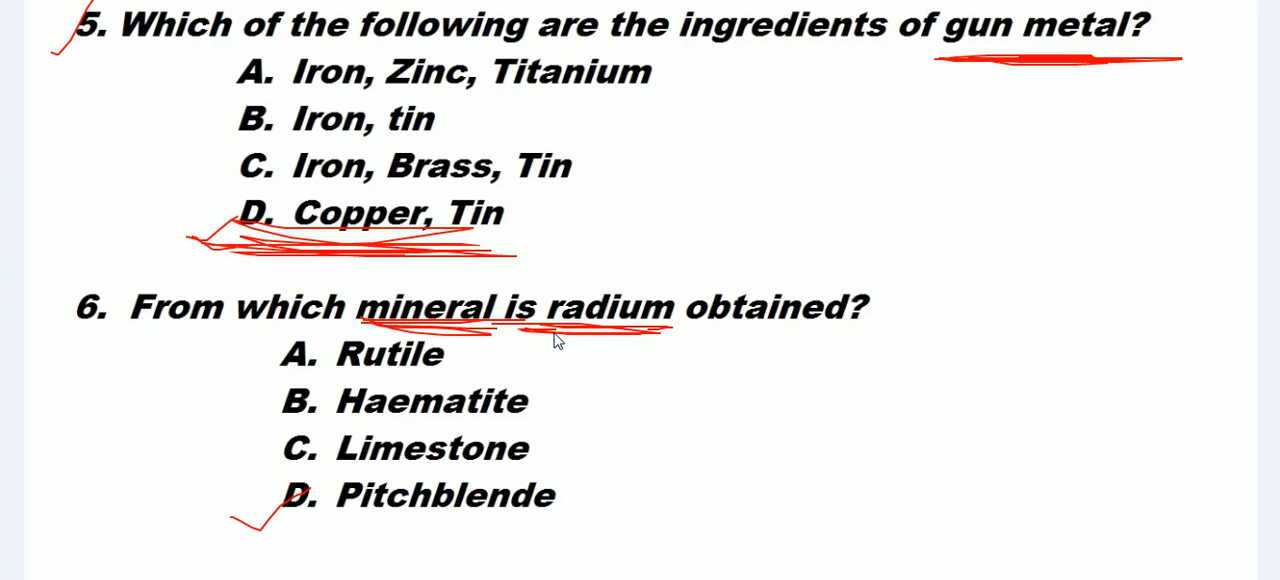 5. Which of the following are the ingredients of gun metal?
A. Iron, Zinc, Titanium
B. Iron, tin
C. Iron, Brass, Tin
D. Copper, Tin
6. From which mineral is radium obtained?
A. Rutile
B. Haematite
C. Limestone
D. Pitchblende